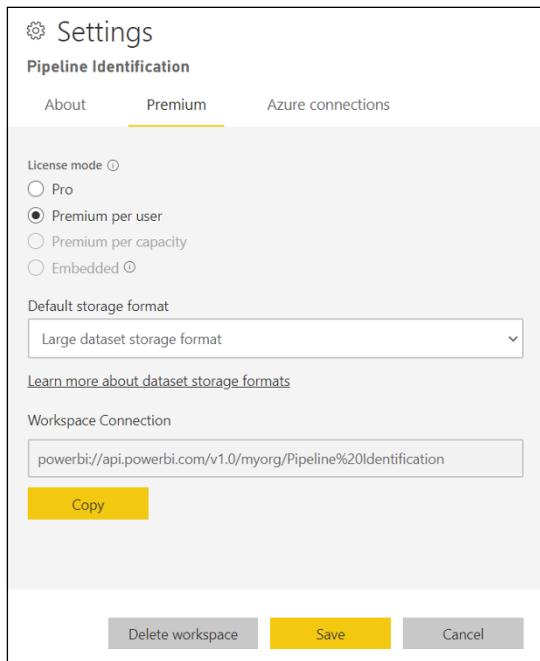 Settings
Pipeline Identification
About Premium Azure connections
License mode
Pro
Premium per user
Premium per capacity
Embedded
Default storage format
Large dataset storage format
Learn more about dataset storage formats
Workspace Connection
powerbi://api.powerbi.com/v1.0/myorg/Pipeline%20Identification
Copy
Delete workspace Save Cancel